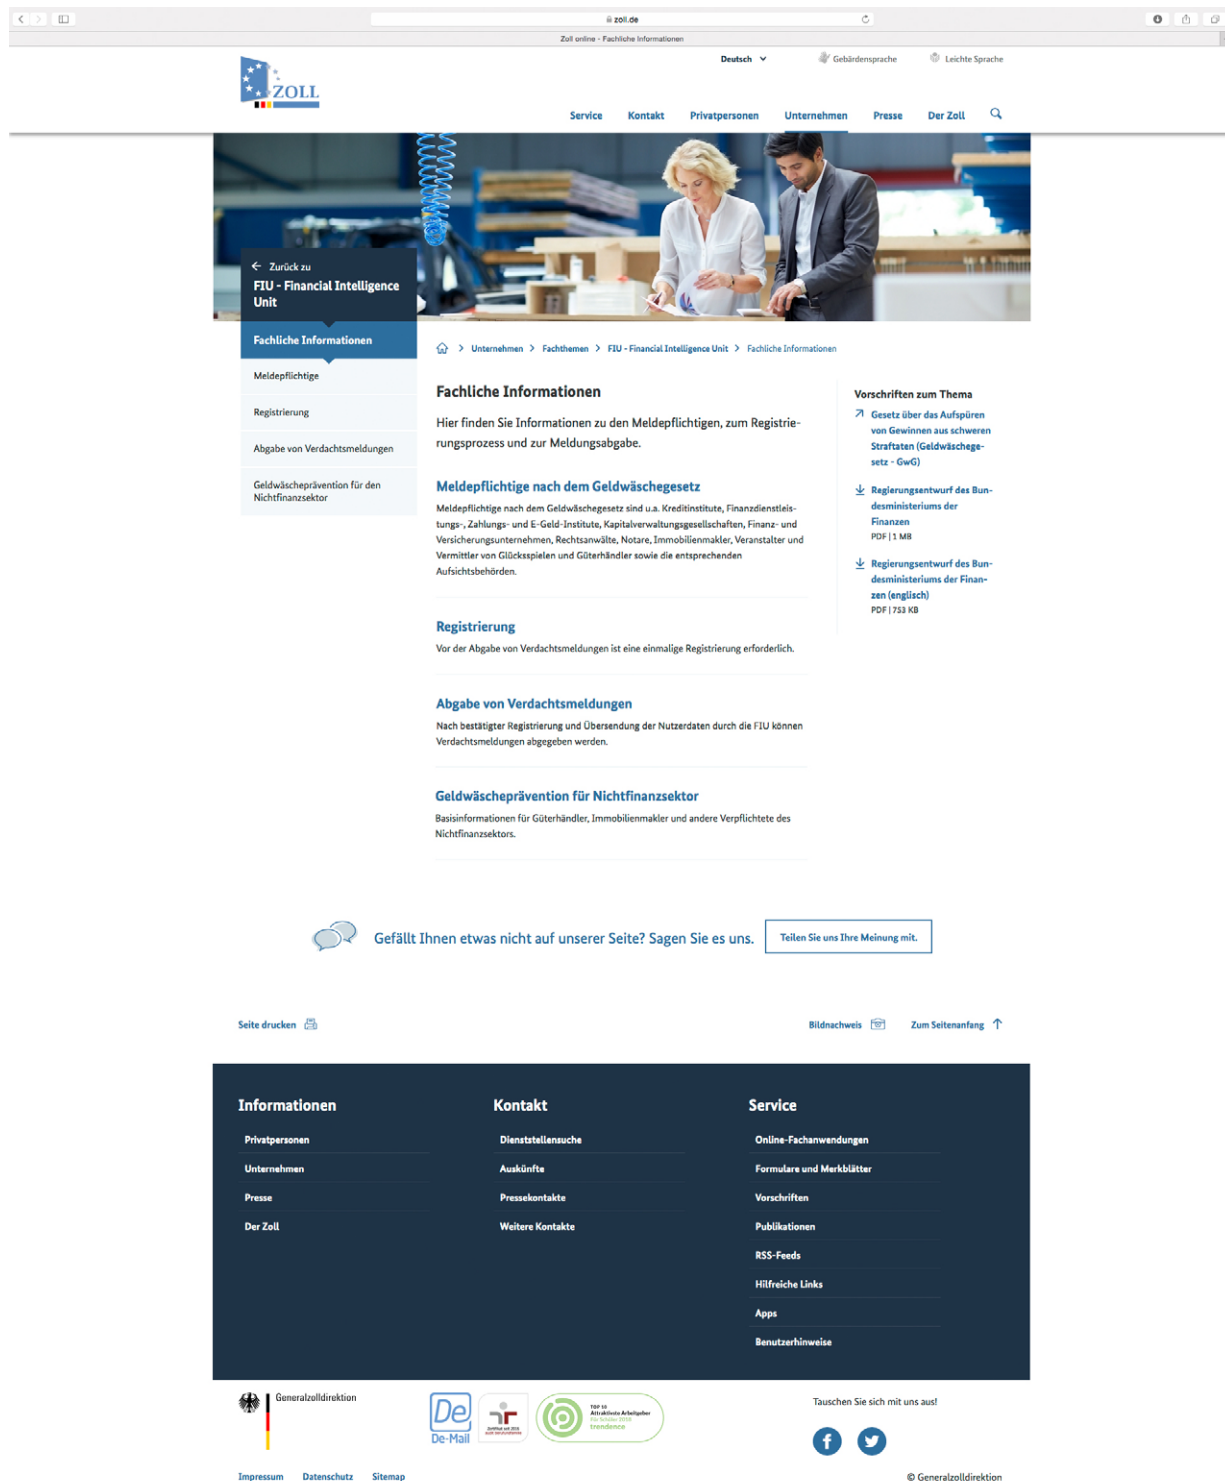 zoll.de
Zoll online - Fachliche Informationen
Deutsch
Gebärdensprache
Leichte Sprache
ZOLL
Service
Kontakt
Privatpersonen
Unternehmen
Presse
Der Zoll
Zurück zu
FIU - Financial Intelligence
Unit
Fachliche Informationen
Meldepflichtige
Registrierung
Abgabe von Verdachtsmeldungen
Geldwäscheprävention für den
Nichtfinanzsektor
Unternehmen > Fachthemen > FIU - Financial Intelligence Unit > Fachliche Informationen
Fachliche Informationen
Hier finden Sie Informationen zu den Meldepflichtigen, zum Registrie-
rungsprozess und zur Meldungsabgabe.
Meldepflichtige nach dem Geldwäschegesetz
Meldepflichtige nach dem Geldwäschegesetz sind u.a. Kreditinstitute, Finanzdienstleis-
tungs-, Zahlungs- und E-Geld-Institute, Kapitalverwaltungsgesellschaften, Finanz- und
Versicherungsunternehmen, Rechtsanwälte, Notare, Immobilienmakler, Veranstalter und
Vermittler von Glücksspielen und Güterhändler sowie die entsprechenden
Aufsichtsbehörden.
Registrierung
Vor der Abgabe von Verdachtsmeldungen ist eine einmalige Registrierung erforderlich.
Abgabe von Verdachtsmeldungen
Nach bestätigter Registrierung und Übersendung der Nutzerdaten durch die FIU können
Verdachtsmeldungen abgegeben werden.
Geldwäscheprävention für Nichtfinanzsektor
Basisinformationen für Güterhändler, Immobilienmakler und andere Verpflichtete des
Nichtfinanzsektors.
Vorschriften zum Thema
Gesetz über das Aufspüren
von Gewinnen aus schweren
Straftaten (Geldwäschege-
setz - GwG)
Regierungsentwurf des Bun-
desministeriums der
Finanzen
PDF | 1 MB
Regierungsentwurf des Bun-
desministeriums der Finan-
zen (englisch)
PDF | 753 KB
Gefällt Ihnen etwas nicht auf unserer Seite? Sagen Sie es uns.
Teilen Sie uns Ihre Meinung mit.
Seite drucken
Bildnachweis
Zum Seitenanfang
Informationen
Privatpersonen
Unternehmen
Presse
Der Zoll
Kontakt
Dienststellensuche
Auskünfte
Pressekontakte
Weitere Kontakte
Service
Online-Fachanwendungen
Formulare und Merkblätter
Vorschriften
Publikationen
RSS-Feeds
Hilfreiche Links
Apps
Benutzerhinweise
Generalzolldirektion
De
De-Mail
TOP 10
Attraktivste Arbeitgeber
für Schüler 2018
trendence
Tauschen Sie sich mit uns aus!
Impressum
Datenschutz
Sitemap
© Generalzolldirektion